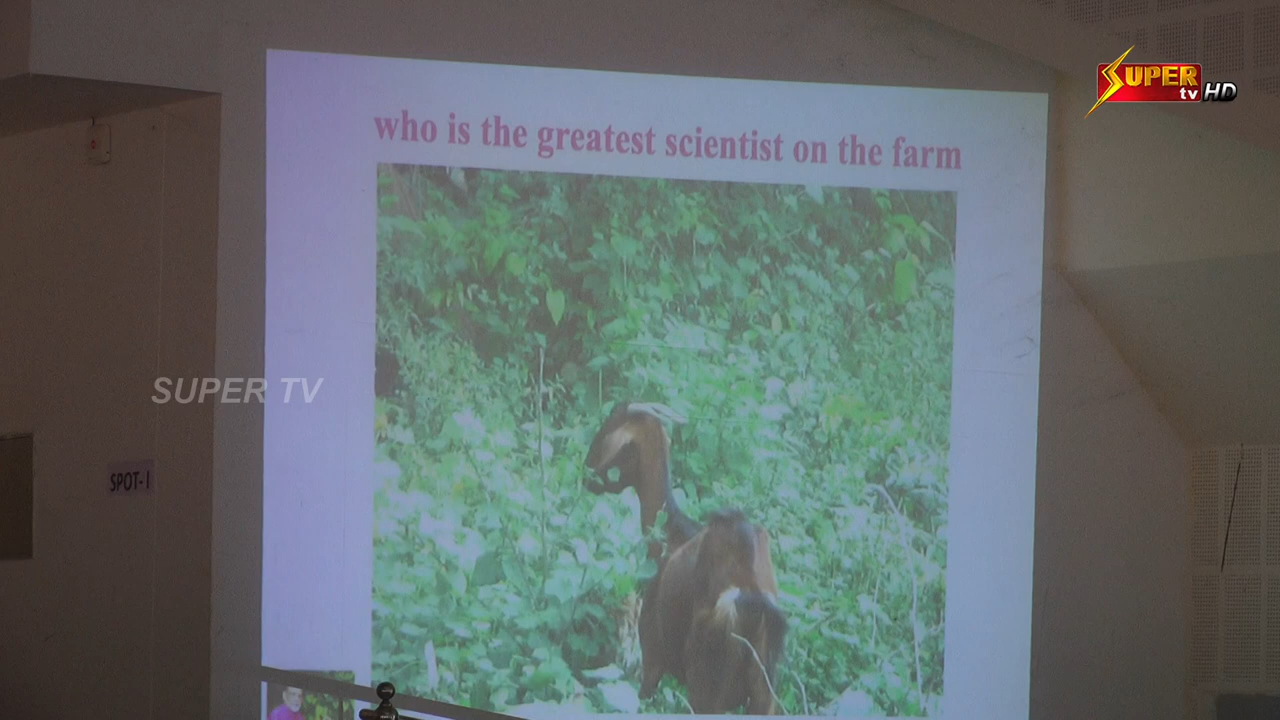 SUPER
tv HD
who is the greatest scientist on the farm
SUPER TV
SPOT-1